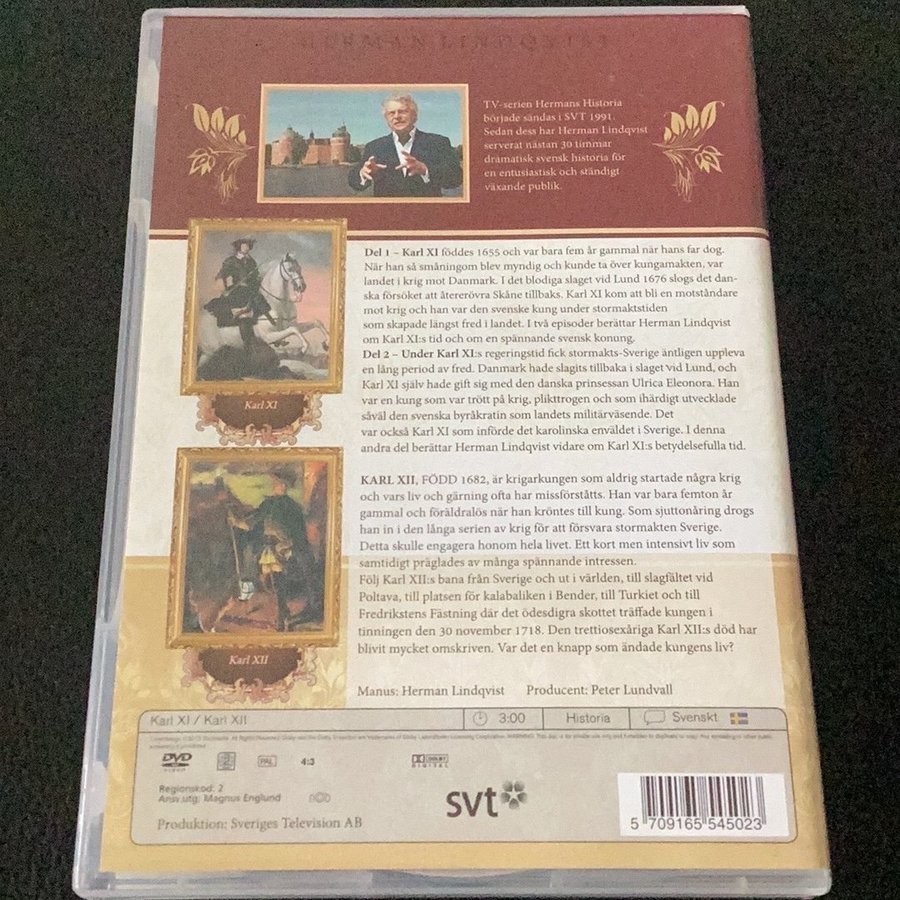 TV-serien Hermans Historia
började sändas i SVT 1991.
Sedan dess har Herman Lindqvist
serverat nästan 30 timmar
dramatisk svensk historia för
en entusiastisk och ständigt
växande publik.
Del 1 – Karl XI föddes 1655 och var bara fem år gammal när hans far dog.
När han så småningom blev myndig och kunde ta över kungamakten, var
landet i krig mot Danmark. I det blodiga slaget vid Lund 1676 slogs det dan-
ska försöket att återerövra Skåne tillbaks. Karl XI kom att bli en motståndare
mot krig och han var den svenske kung under stormaktstiden
som skapade längst fred i landet. I två episoder berättar Herman Lindqvist
om Karl XI:s tid och om en spännande svensk konung.
Del 2 – Under Karl XI:s regeringstid fick stormakts-Sverige äntligen uppleva
en lång period av fred. Danmark hade slagits tillbaka i slaget vid Lund, och
Karl XI själv hade gift sig med den danska prinsessan Ulrica Eleonora. Han
var en kung som var trött på krig, plikttrogen och som ihärdigt utvecklade
såväl den svenska byråkratin som landets militärväsende. Det
var också Karl XI som införde det karolinska enväldet i Sverige. I denna
andra del berättar Herman Lindqvist vidare om Karl XI:s betydelsefulla tid.
Karl XI
KARL XII, FÖDD 1682, är krigarkungen som aldrig startade några krig
och vars liv och gärning ofta har missförståtts. Han var bara femton år
gammal och föräldralös när han kröntes till kung. Som sjuttonåring drogs
han in i den långa serien av krig för att försvara stormakten Sverige.
Detta skulle engagera honom hela livet. Ett kort men intensivt liv som
samtidigt präglades av många spännande intressen.
Följ Karl XII:s bana från Sverige och ut i världen, till slagfältet vid
Poltava, till platsen för kalabaliken i Bender, till Turkiet och till
Fredrikstens Fästning där det ödesdigra skottet träffade kungen i
tinningen den 30 november 1718. Den trettiosexåriga Karl XII:s död har
blivit mycket omskriven. Var det en knapp som ändade kungens liv?
Karl XII
Manus: Herman Lindqvist Producent: Peter Lundvall
Karl XI / Karl XII 3:00 Historia Svenskt
DVD VIDEO 2 PAL 4:3 DOLBY DIGITAL
Regionskod: 2
Ansv.utg: Magnus Englund
Produktion: Sveriges Television AB
svt
5 709165 545023